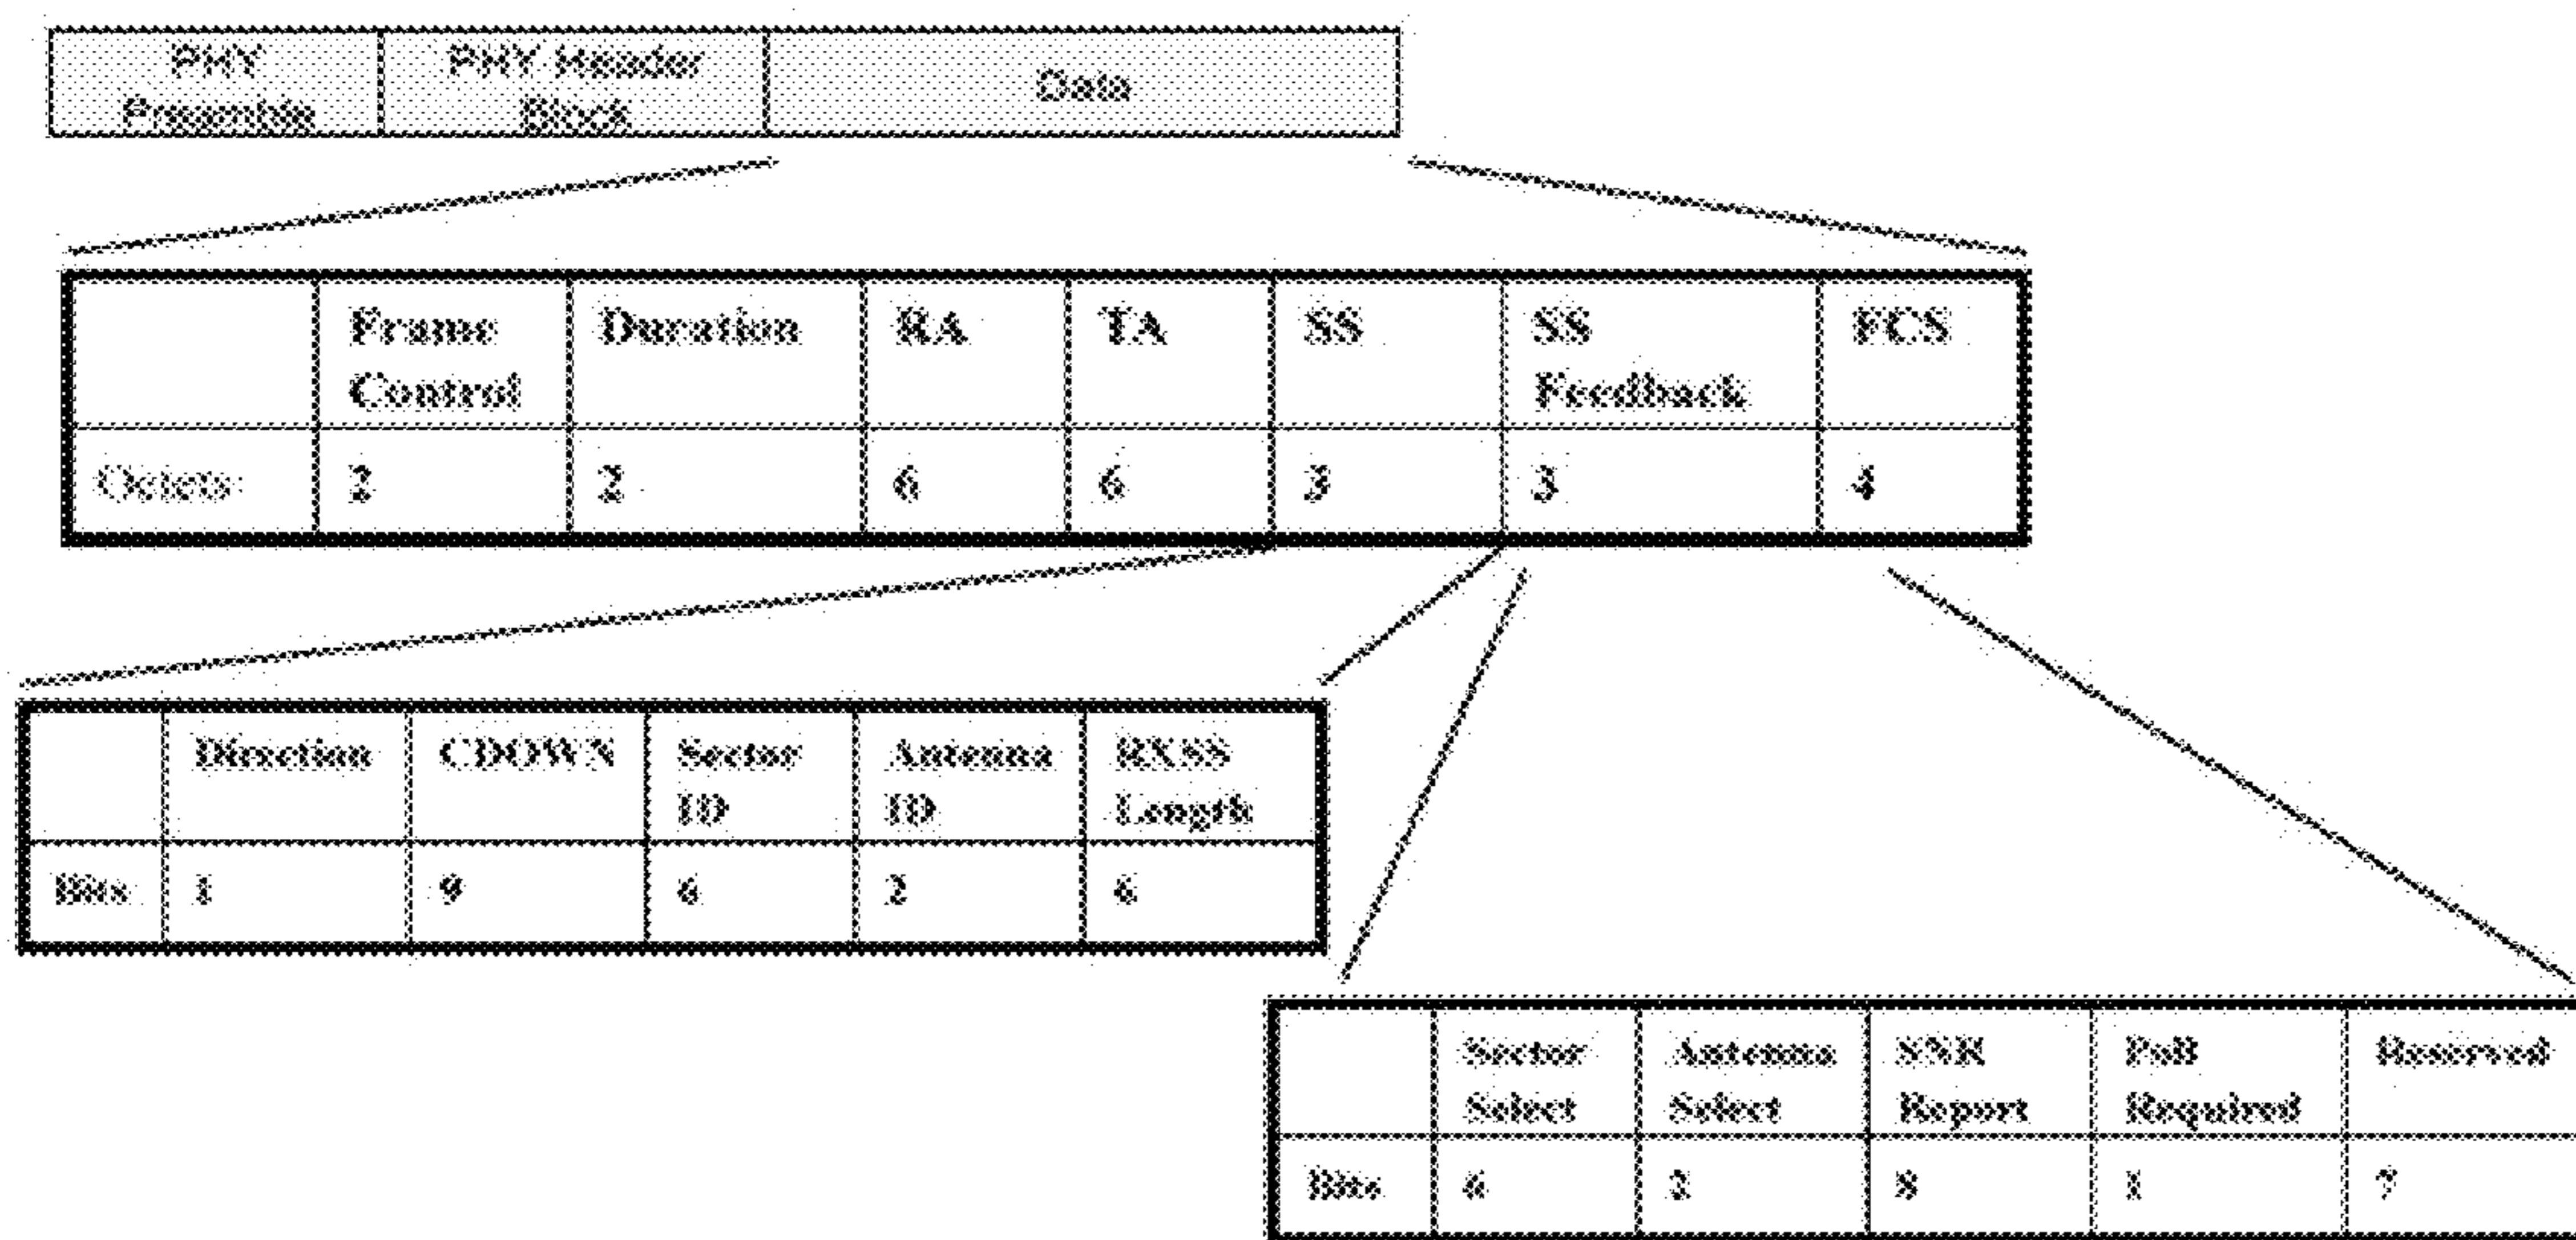 PHY
Preamble
PHY Header
Block
Data
Frame
Control
Duration
RA
TA
SS
SS
Feedback
FCS
Octets:
2
2
6
6
3
3
4
Direction
CDOWN
Sector
ID
Antenna
ID
RXSS
Length
Bits
1
9
6
2
6
Sector
Select
Antenna
Select
SNR
Report
Poll
Required
Reserved
Bits
6
2
8
1
7